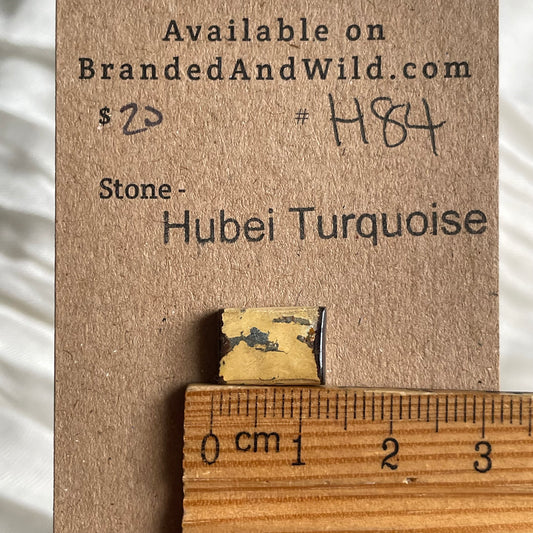 Available on
BrandedAndWild.com
$ 20 # H84
Stone -
Hubei Turquoise
0 cm 1 2 3